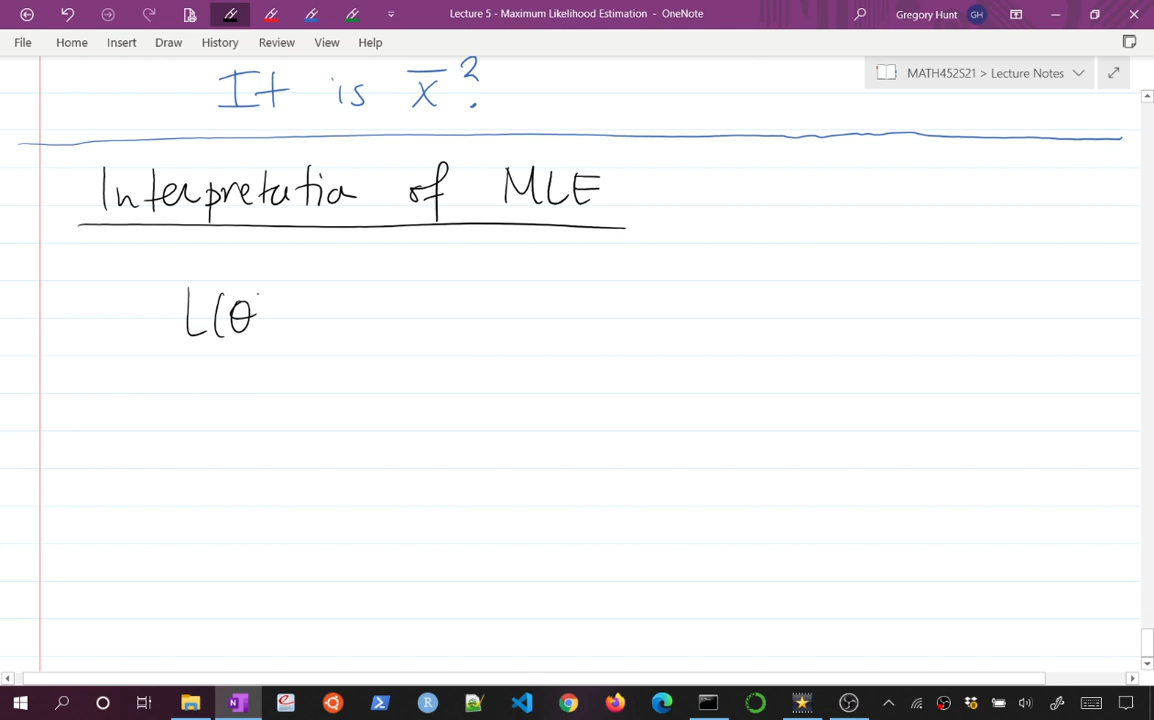 Lecture 5 - Maximum Likelihood Estimation - OneNote
Gregory Hunt GH
File Home Insert Draw History Review View Help
MATH452S21 > Lecture Notes
It is x̅?
Interpretation of MLE
L(θ